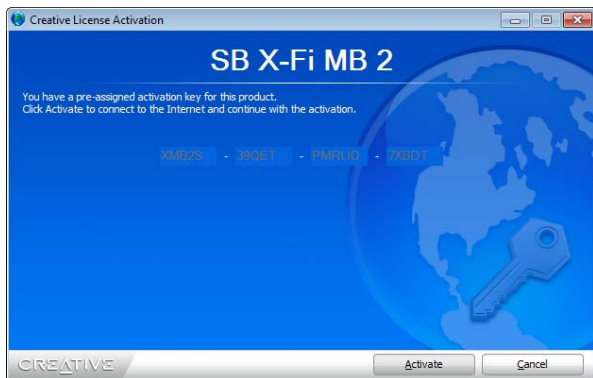 Creative License Activation
SB X-Fi MB 2
You have a pre-assigned activation key for this product.
Click Activate to connect to the Internet and continue with the activation.
XMB2S - 39QET - PMRUO - 7XBDT
CREATIVE
Activate
Cancel